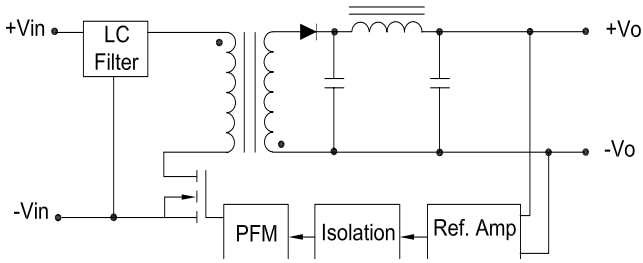 +Vin
LC
Filter
+Vo
-Vo
-Vin
PFM
Isolation
Ref. Amp